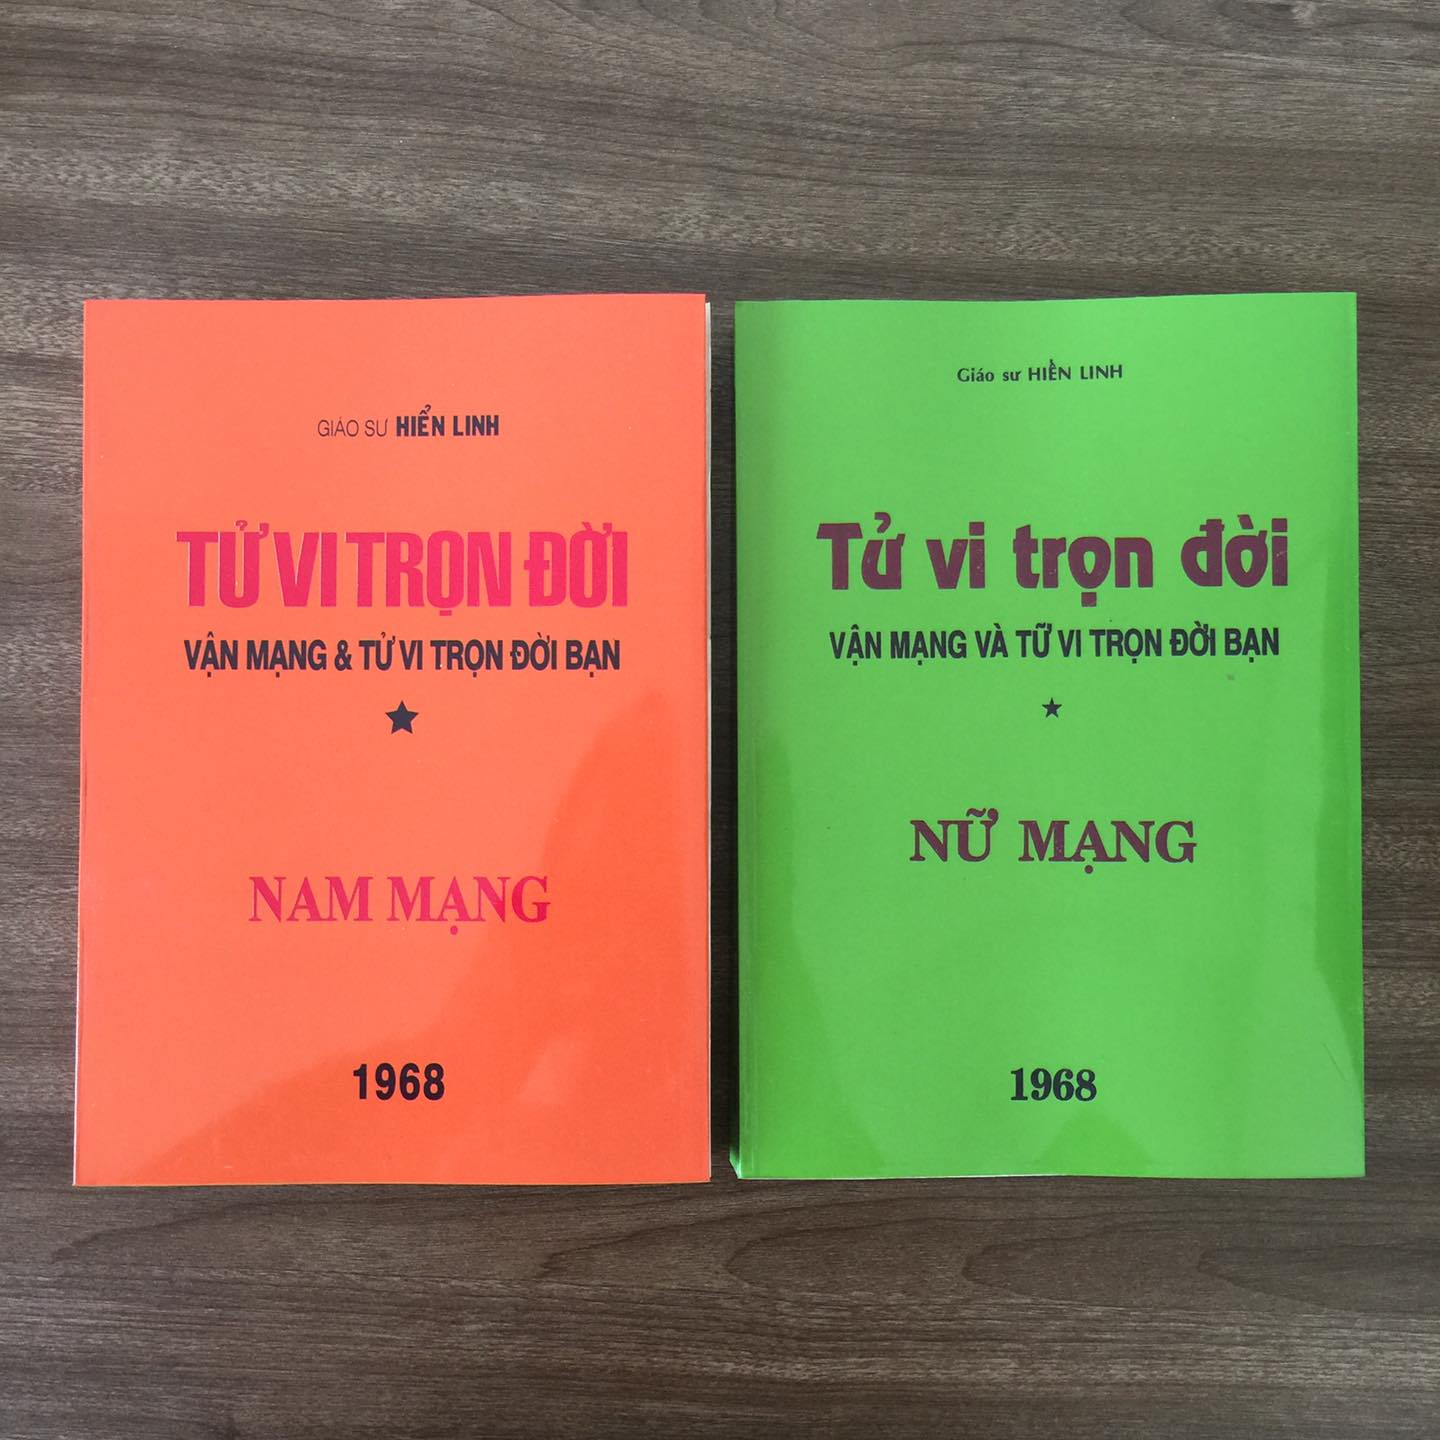 GIÁO SƯ HIỂN LINH
TỬ VI TRỌN ĐỜI
VẬN MẠNG & TỬ VI TRỌN ĐỜI BẠN
NAM MẠNG
1968
Giáo sư HIỀN LINH
Tử vi trọn đời
VẬN MẠNG VÀ TỮ VI TRỌN ĐỜI BẠN
NỮ MẠNG
1968